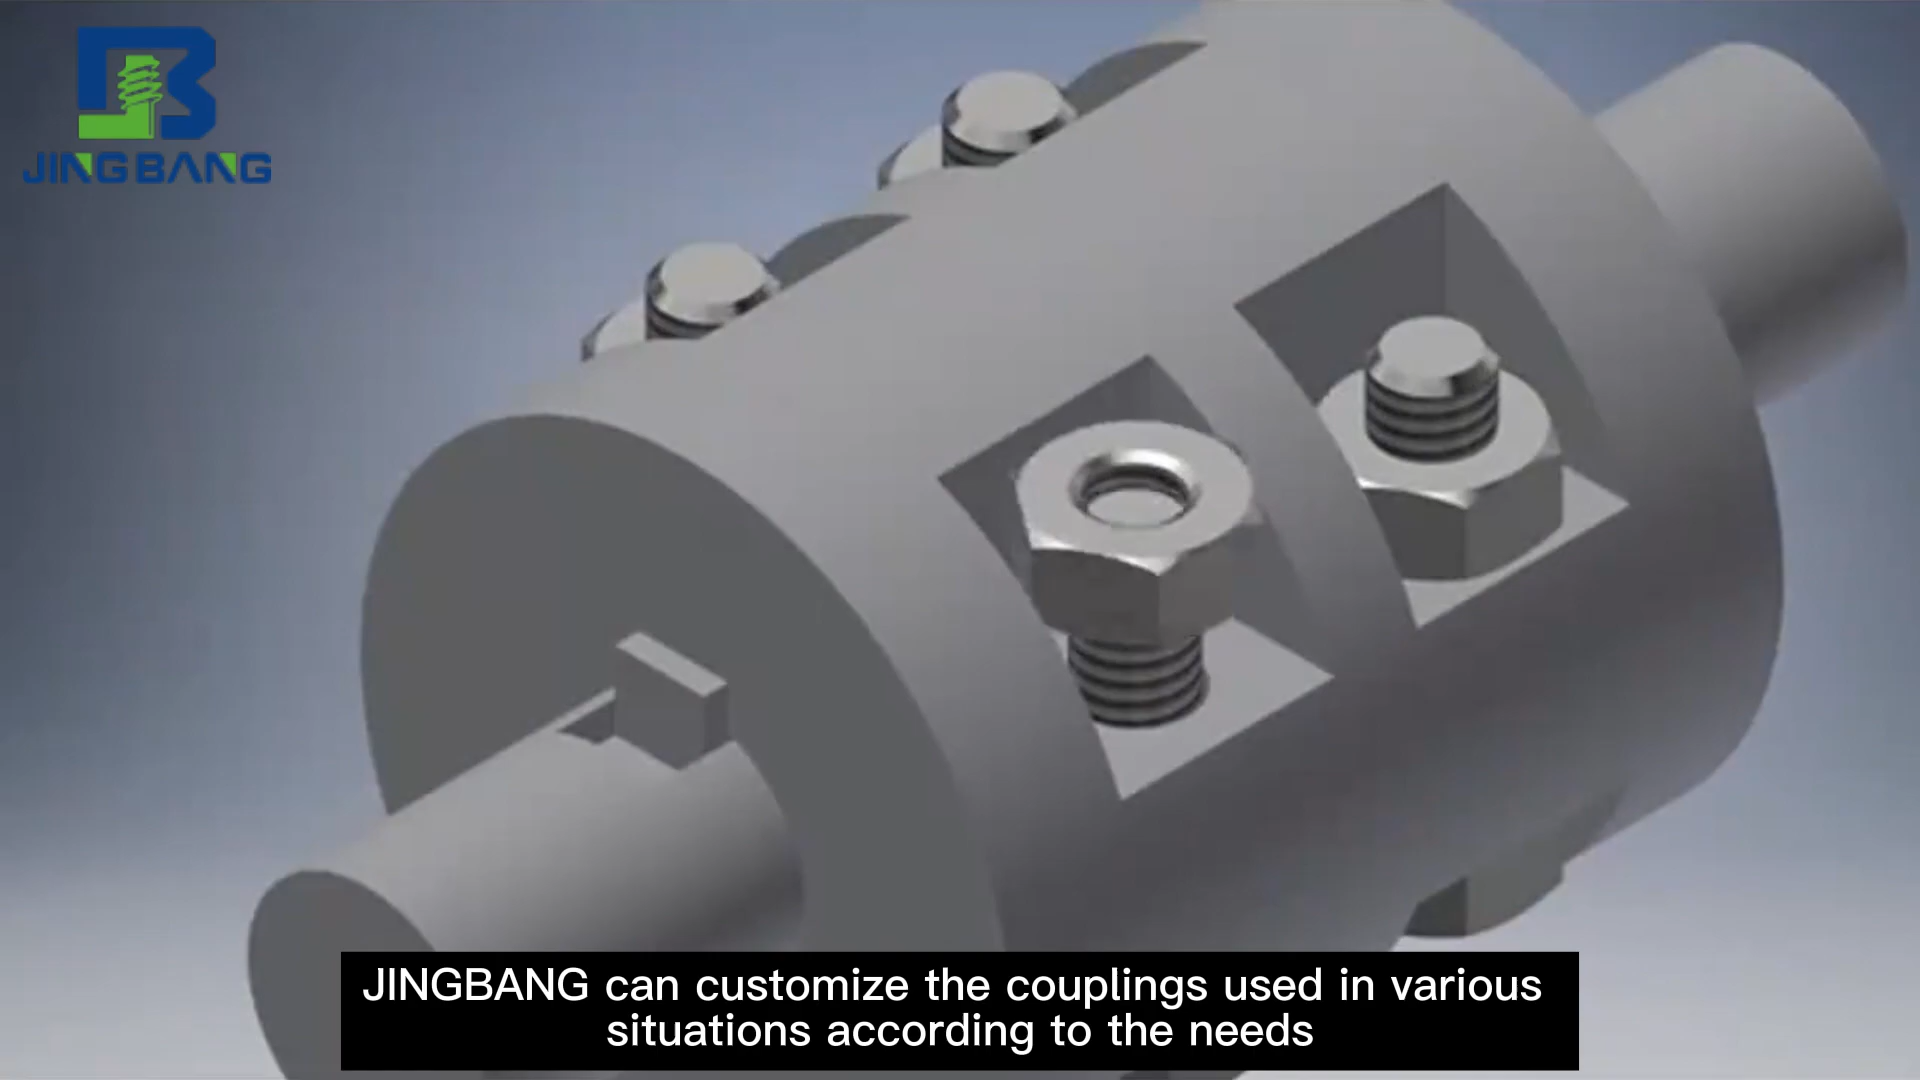 JINGBANG
JINGBANG can customize the couplings used in various
situations according to the needs